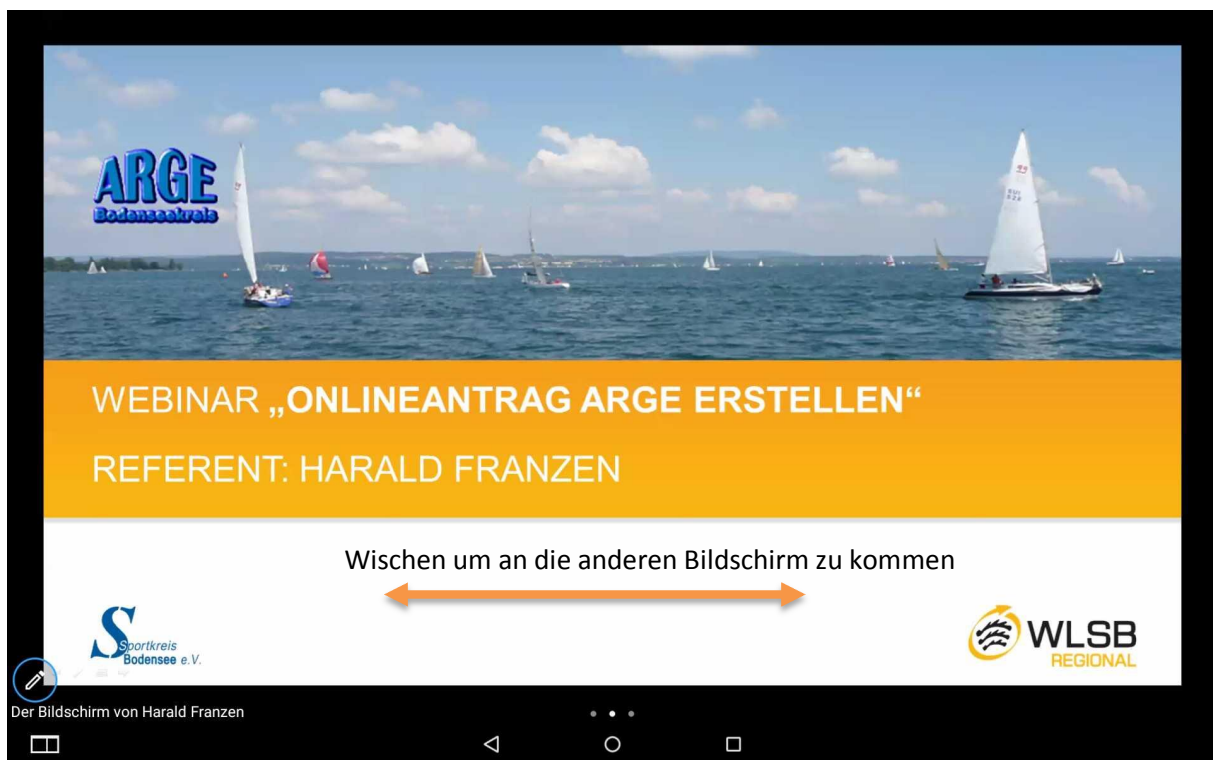 ARGE
Bodenseekreis
WEBINAR „ONLINEANTRAG ARGE ERSTELLEN“
REFERENT: HARALD FRANZEN
Wischen um an die anderen Bildschirm zu kommen
Sportkreis
Bodensee e.V.
WLSB
REGIONAL
Der Bildschirm von Harald Franzen